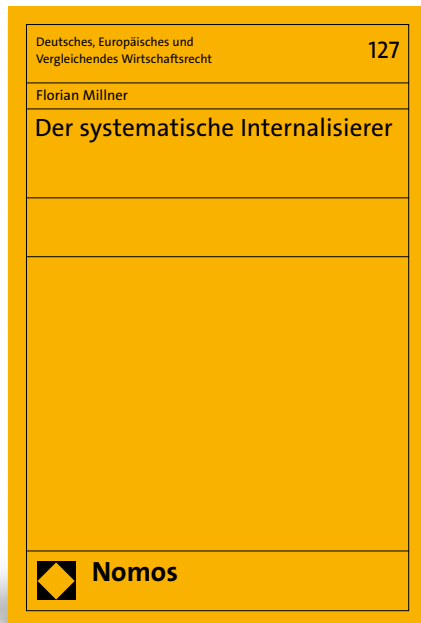 Deutsches, Europäisches und
Vergleichendes Wirtschaftsrecht
127
Florian Millner
Der systematische Internalisierer
Nomos